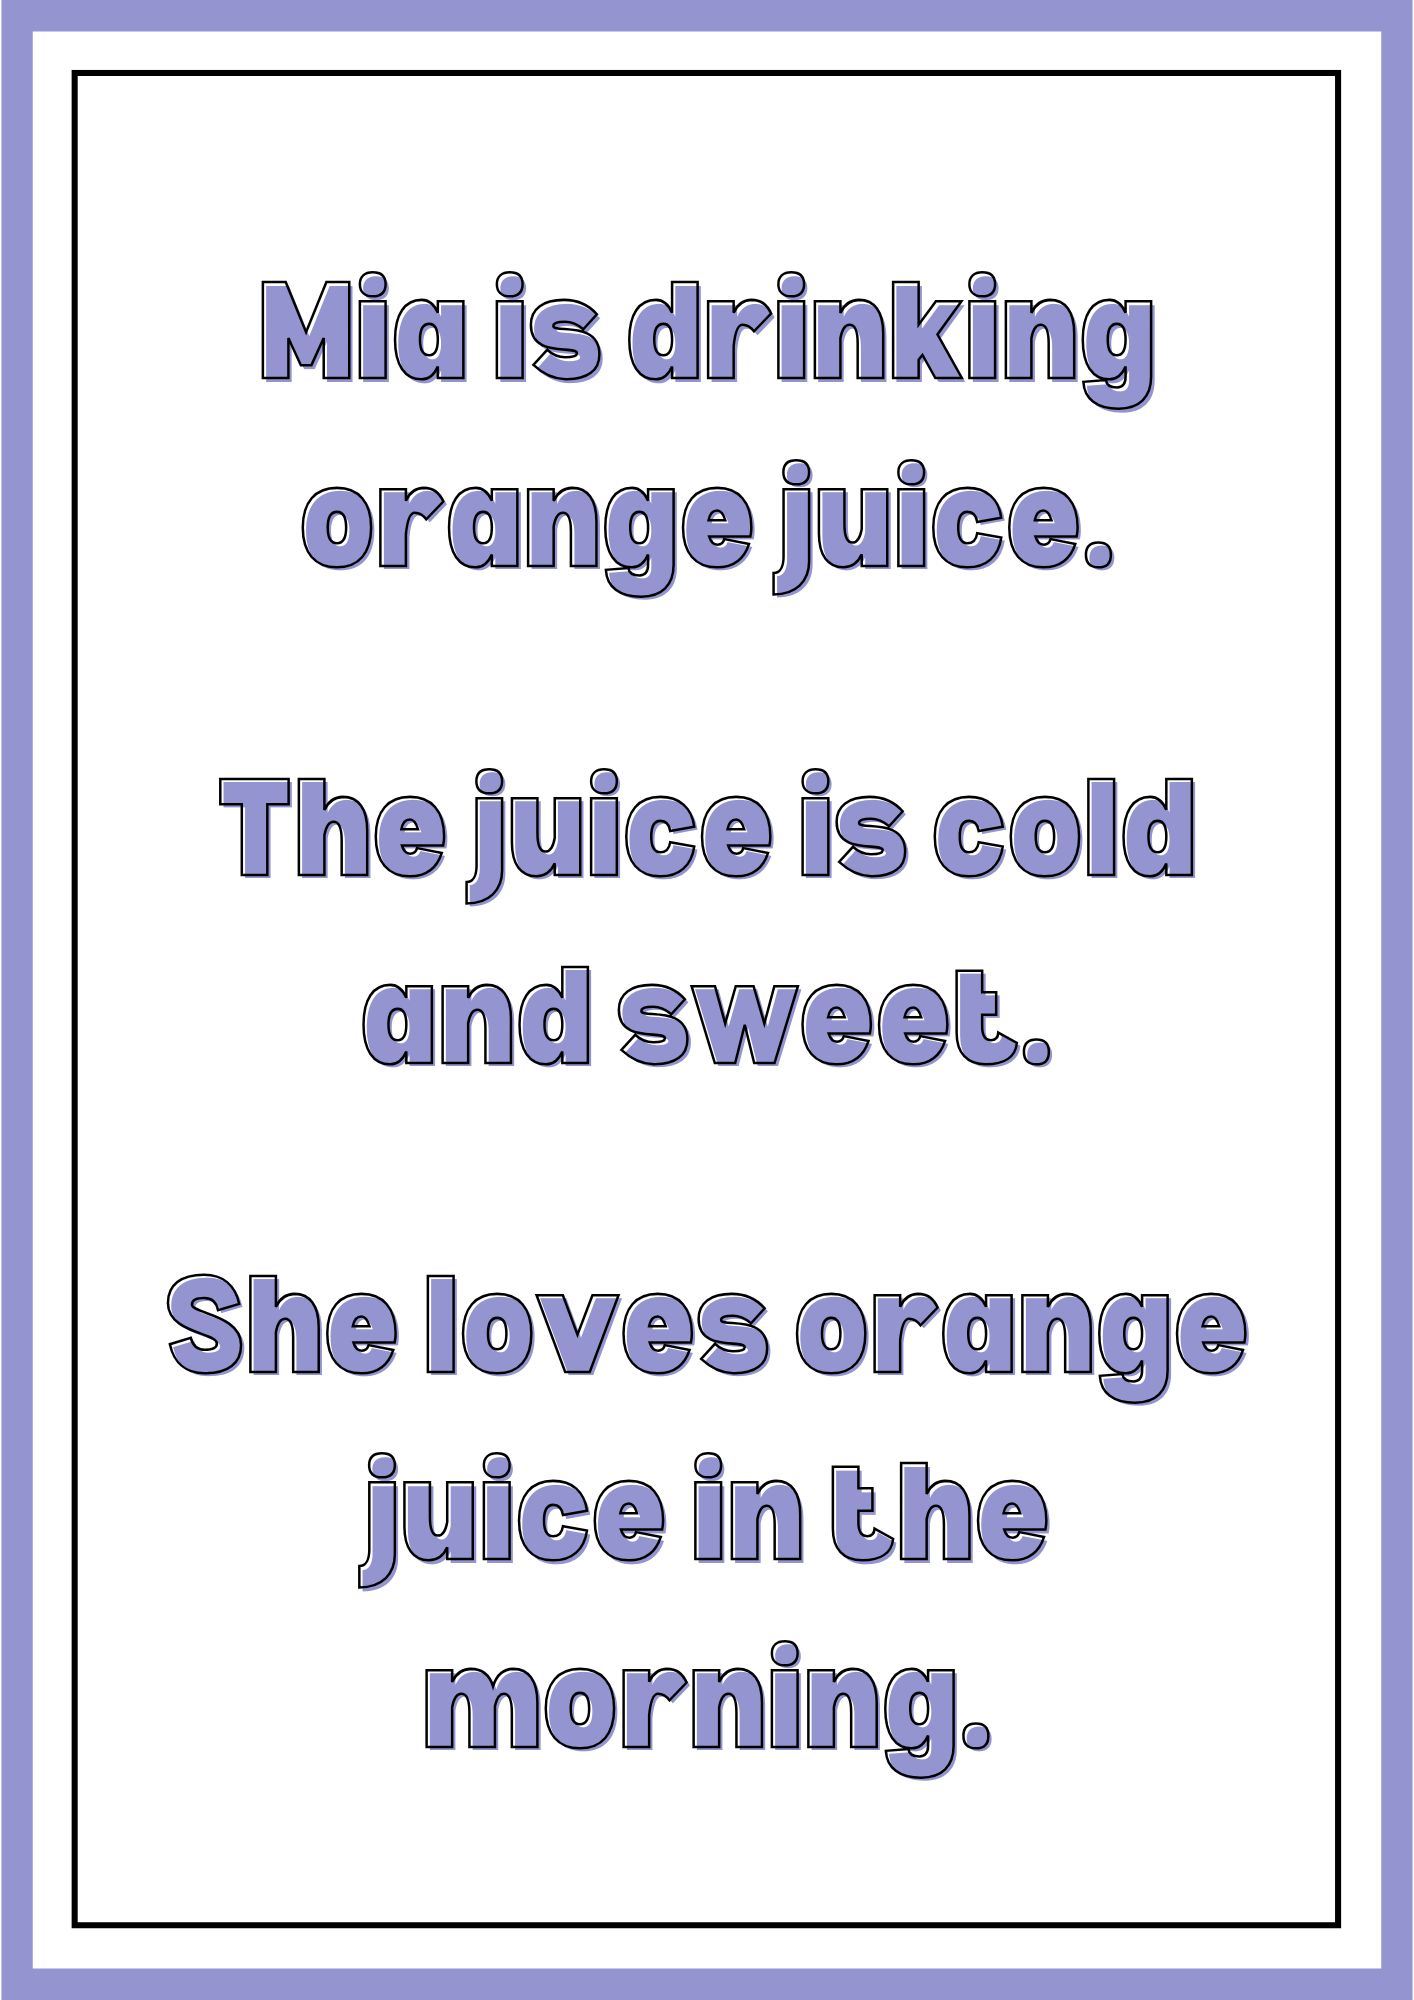 Mia is drinking
orange juice.
The juice is cold
and sweet.
She loves orange
juice in the
morning.